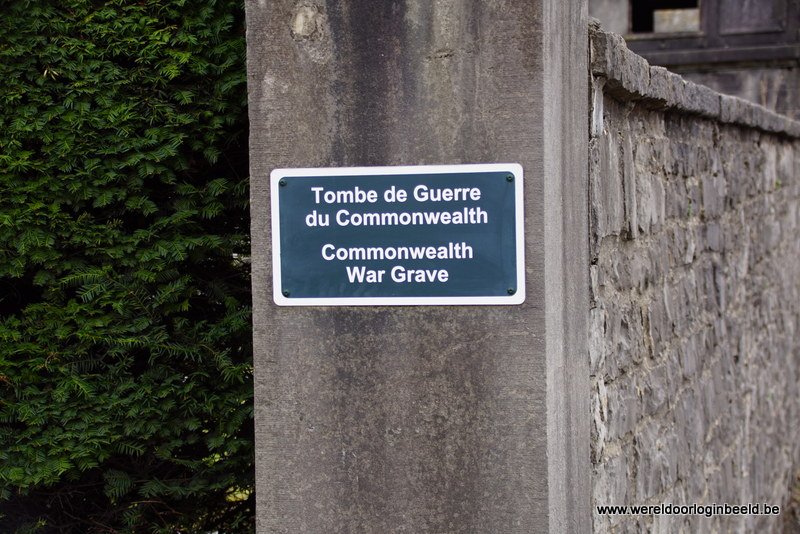 Tombe de Guerre
du Commonwealth
Commonwealth
War Grave
www.wereldoorloginbeeld.be